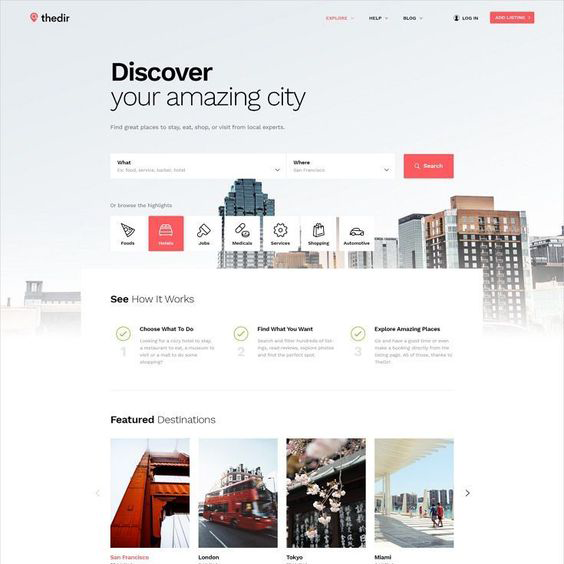 thedir
EXPLORE
HELP
BLOG
LOG IN
ADD LISTING
Discover
your amazing city
Find great places to stay, eat, shop, or visit from local experts.
What
Ex: food, service, barber, hotel
Where
San Francisco
Search
Or browse the highlights
Foods
Hotels
Jobs
Medicals
Services
Shopping
Automotive
See How It Works
1
Choose What To Do
Looking for a cozy hotel to stay,
a restaurant to eat, a museum to
visit or a mall to do some
shopping?
2
Find What You Want
Search and filter hundreds of list-
ings, read reviews, explore photos
and find the perfect spot.
3
Explore Amazing Places
Go and have a good time or even
make a booking directly from the
listing page. All of those, thanks to
TheDir!
Featured Destinations
San Francisco
London
Tokyo
Miami